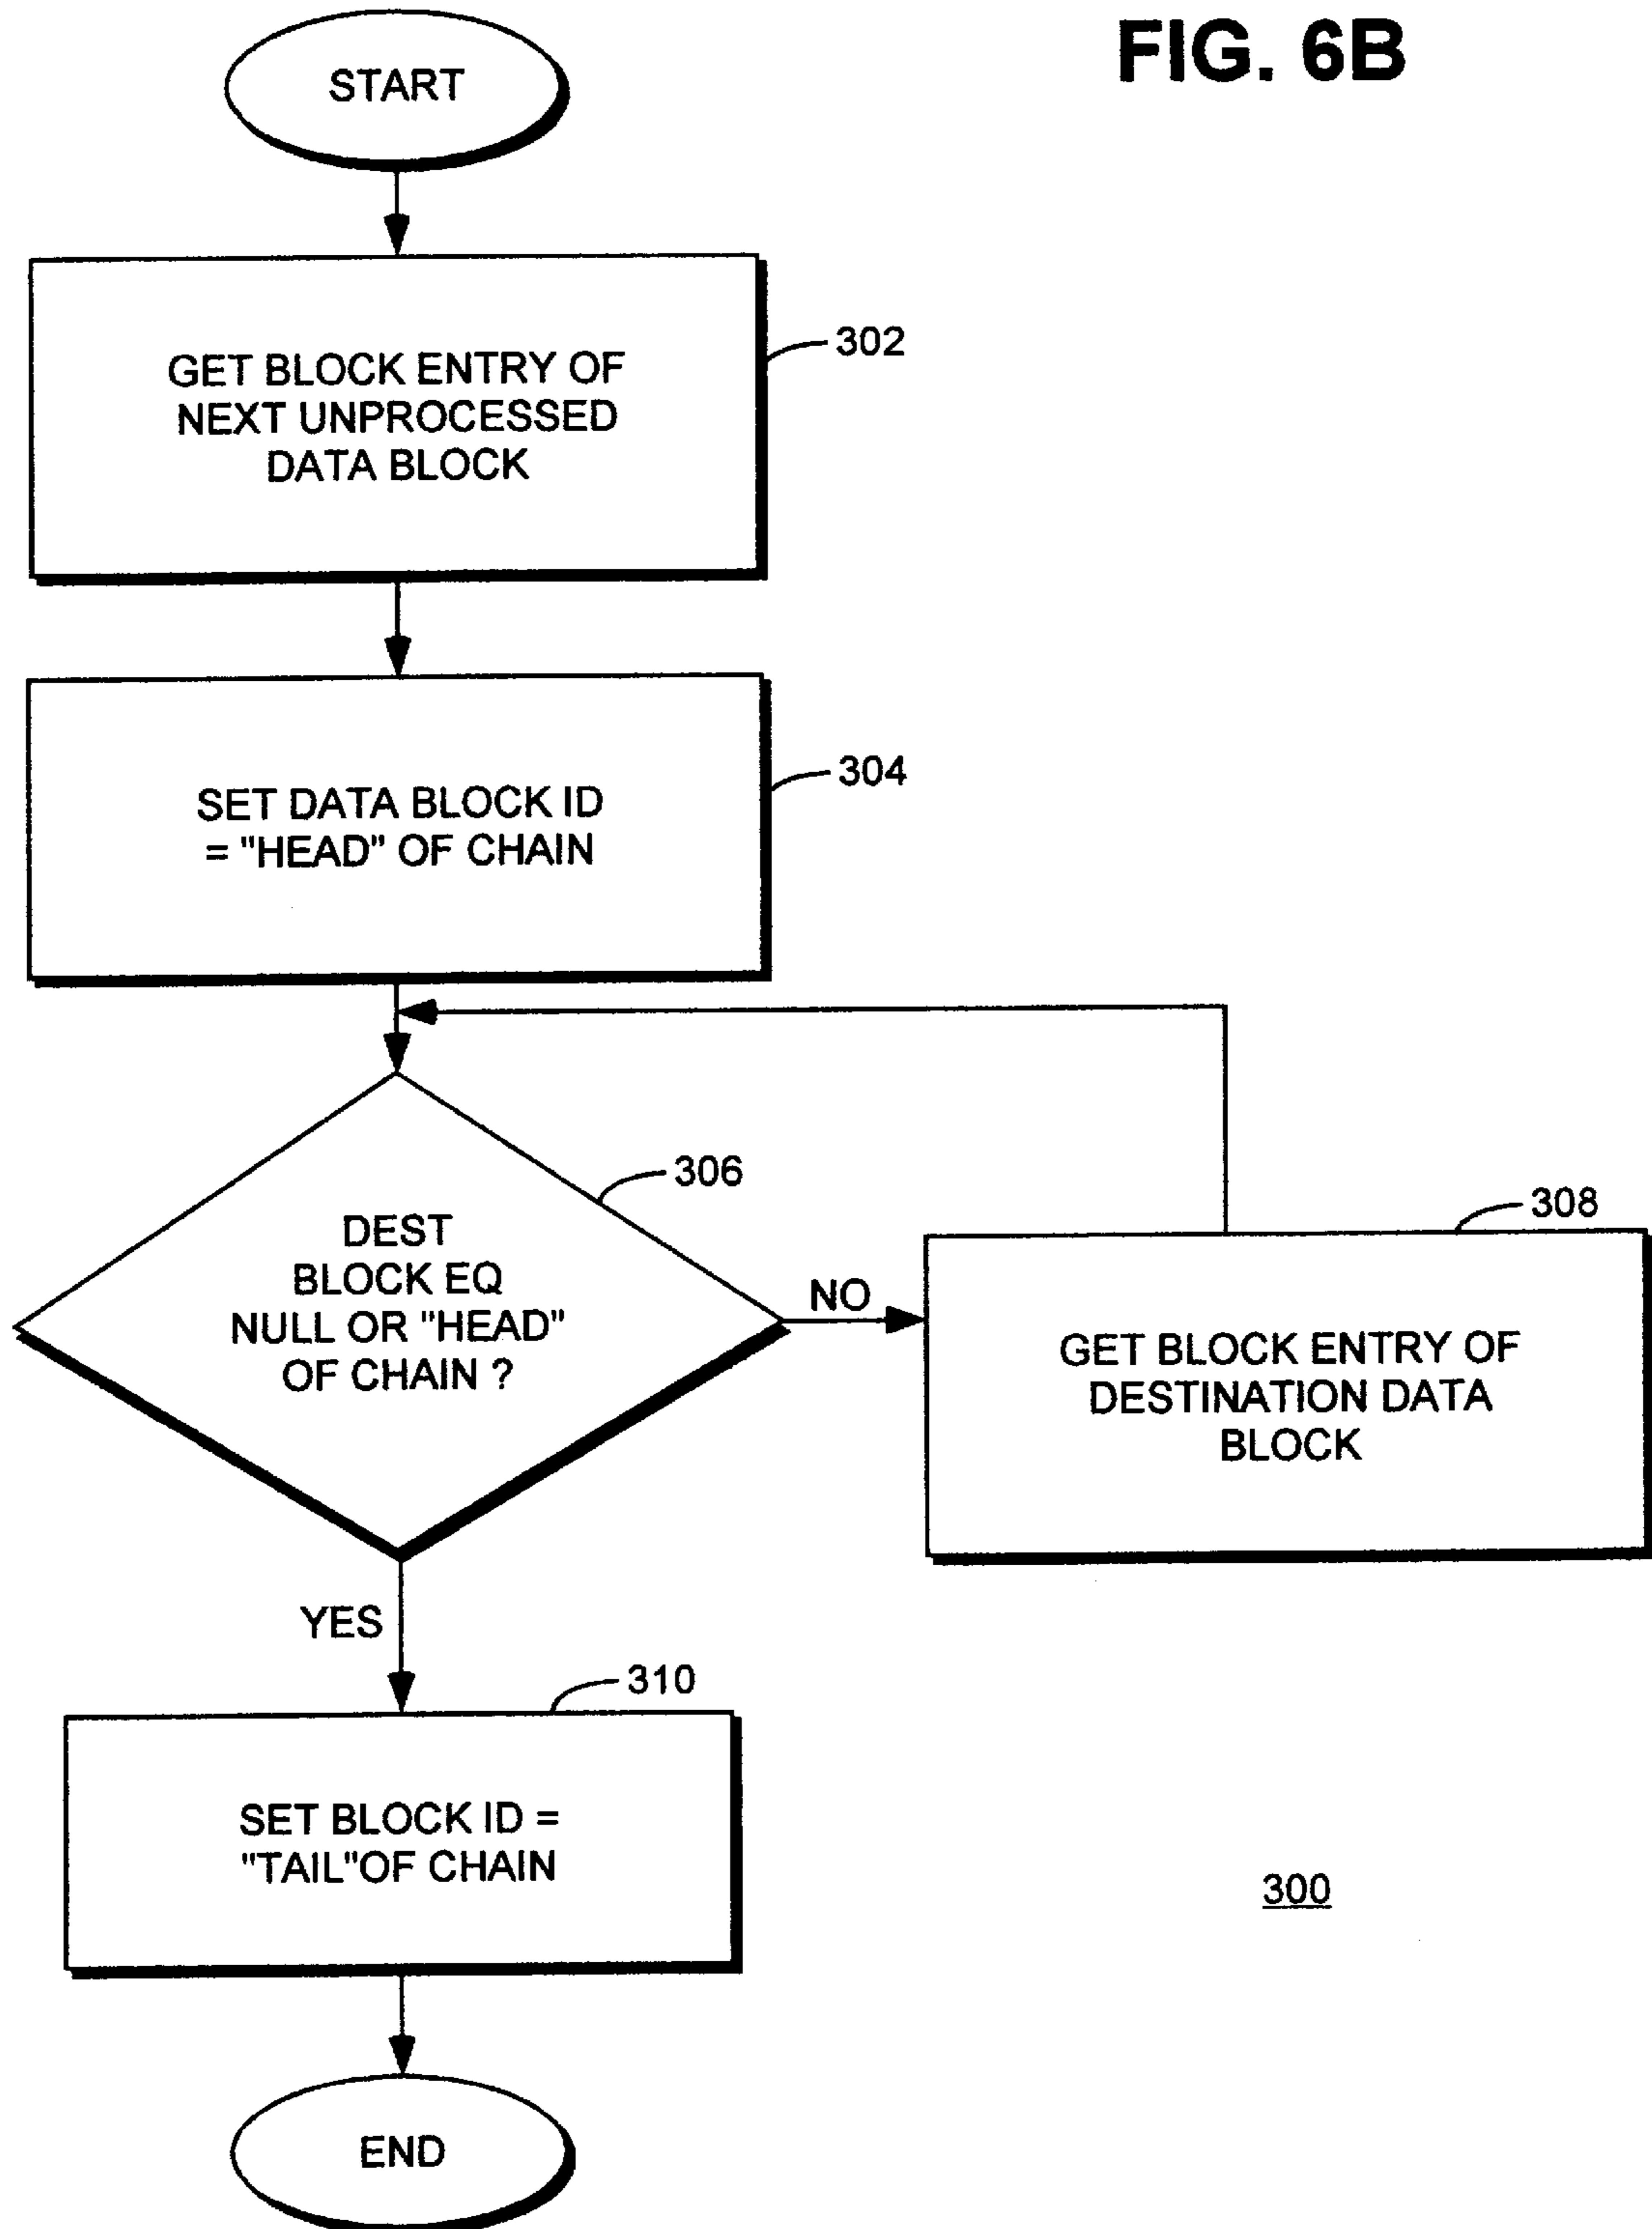 FIG. 6B
START
GET BLOCK ENTRY OF
NEXT UNPROCESSED
DATA BLOCK
302
SET DATA BLOCK ID
= "HEAD" OF CHAIN
304
DEST
BLOCK EQ
NULL OR "HEAD"
OF CHAIN ?
306
NO
GET BLOCK ENTRY OF
DESTINATION DATA
BLOCK
308
YES
SET BLOCK ID =
"TAIL"OF CHAIN
310
300
END